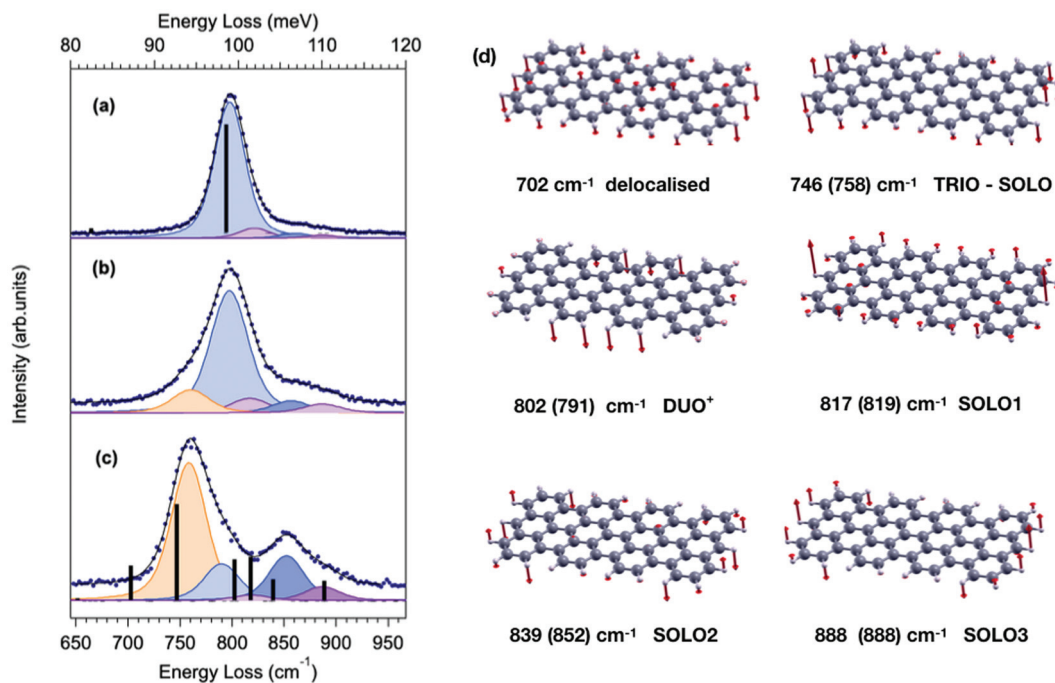 Energy Loss (meV)
80 90 100 110 120
(a)
(b)
(c)
Intensity (arb.units)
650 700 750 800 850 900 950
Energy Loss (cm⁻¹)
(d)
702 cm⁻¹ delocalised
746 (758) cm⁻¹ TRIO - SOLO
802 (791) cm⁻¹ DUO⁺
817 (819) cm⁻¹ SOLO1
839 (852) cm⁻¹ SOLO2
888 (888) cm⁻¹ SOLO3